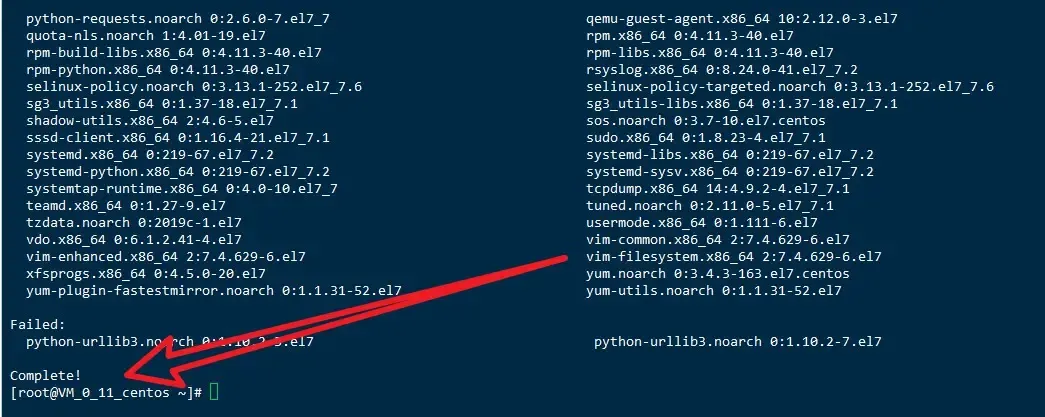 python-requests.noarch 0:2.6.0-7.el7_7 qemu-guest-agent.x86_64 10:2.12.0-3.el7
quota-nls.noarch 1:4.01-19.el7 rpm.x86_64 0:4.11.3-40.el7
rpm-build-libs.x86_64 0:4.11.3-40.el7 rpm-libs.x86_64 0:4.11.3-40.el7
rpm-python.x86_64 0:4.11.3-40.el7 rsyslog.x86_64 0:8.24.0-41.el7_7.2
selinux-policy.noarch 0:3.13.1-252.el7_7.6 selinux-policy-targeted.noarch 0:3.13.1-252.el7_7.6
sg3_utils.x86_64 0:1.37-18.el7_7.1 sg3_utils-libs.x86_64 0:1.37-18.el7_7.1
shadow-utils.x86_64 2:4.6-5.el7 sos.noarch 0:3.7-10.el7.centos
sssd-client.x86_64 0:1.16.4-21.el7_7.1 sudo.x86_64 0:1.8.23-4.el7_7.1
systemd.x86_64 0:219-67.el7_7.2 systemd-libs.x86_64 0:219-67.el7_7.2
systemd-python.x86_64 0:219-67.el7_7.2 systemd-sysv.x86_64 0:219-67.el7_7.2
systemtap-runtime.x86_64 0:4.0-10.el7_7 tcpdump.x86_64 14:4.9.2-4.el7_7.1
teamd.x86_64 0:1.27-9.el7 tuned.noarch 0:2.11.0-5.el7_7.1
tzdata.noarch 0:2019c-1.el7 usermode.x86_64 0:1.111-6.el7
vdo.x86_64 0:6.1.2.41-4.el7 vim-common.x86_64 2:7.4.629-6.el7
vim-enhanced.x86_64 2:7.4.629-6.el7 vim-filesystem.x86_64 2:7.4.629-6.el7
xfsprogs.x86_64 0:4.5.0-20.el7 yum.noarch 0:3.4.3-163.el7.centos
yum-plugin-fastestmirror.noarch 0:1.1.31-52.el7 yum-utils.noarch 0:1.1.31-52.el7
Failed:
python-urllib3.noarch 0:1.10.2-5.el7 python-urllib3.noarch 0:1.10.2-7.el7
Complete!
[root@VM_0_11_centos ~]#